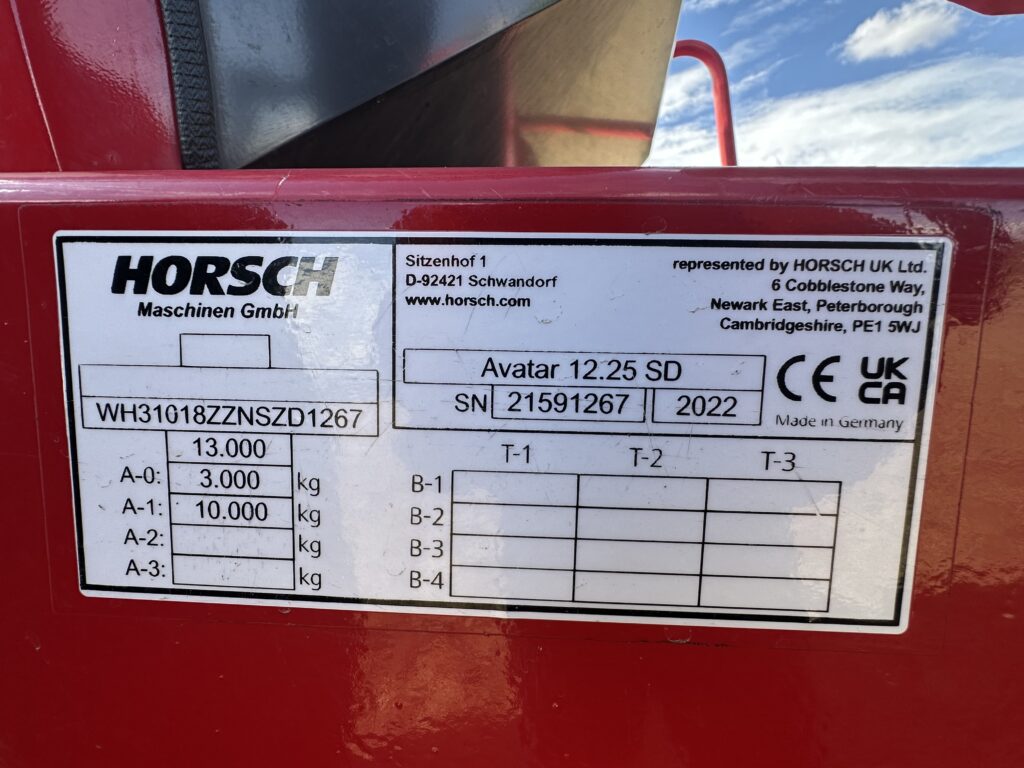 HORSCH
Maschinen GmbH
Sitzenhof 1
D-92421 Schwandorf
www.horsch.com
represented by HORSCH UK Ltd.
6 Cobblestone Way,
Newark East, Peterborough
Cambridgeshire, PE1 5WJ
Avatar 12.25 SD
SN 21591267 2022
CE UK CA
Made in Germany
WH31018ZZNSZD1267
13.000
A-0: 3.000 kg
A-1: 10.000 kg
A-2: kg
A-3: kg
T-1 T-2 T-3
B-1
B-2
B-3
B-4